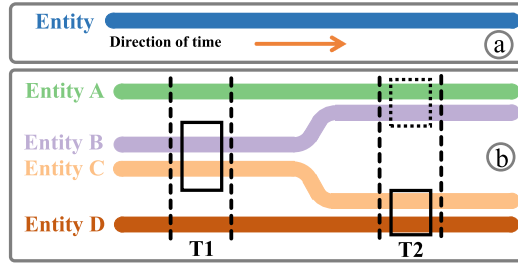 Entity
Direction of time
a
Entity A
Entity B
b
Entity C
Entity D
T1 T2